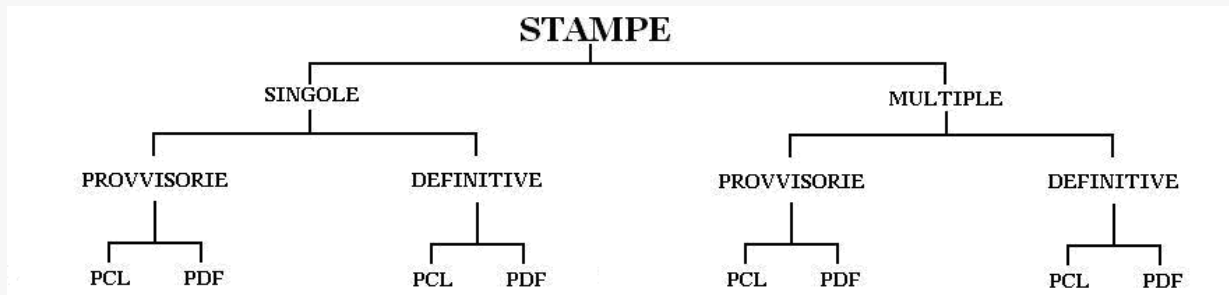 STAMPE
SINGOLE MULTIPLE
PROVVISORIE DEFINITIVE PROVVISORIE DEFINITIVE
PCL PDF PCL PDF PCL PDF PCL PDF